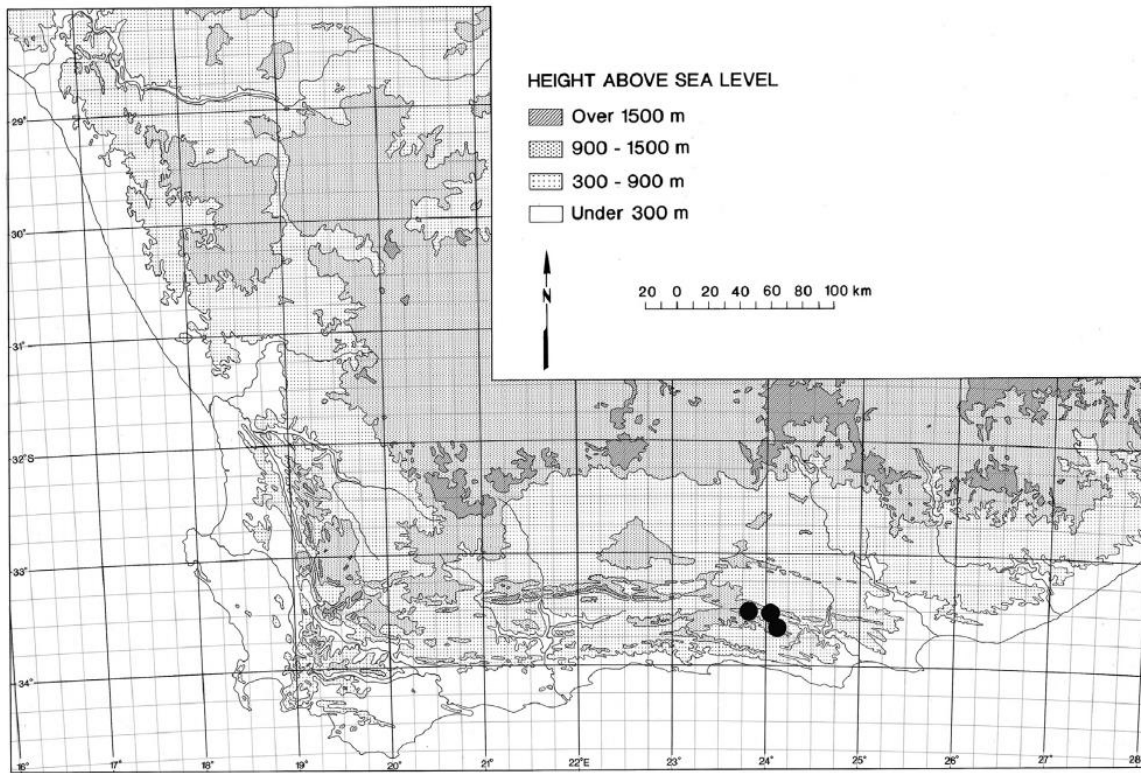 HEIGHT ABOVE SEA LEVEL
Over 1500 m
900 - 1500 m
300 - 900 m
Under 300 m
N
20 0 20 40 60 80 100 km
29°
30°
31°
32°S
33°
34°
16° 17° 18° 19° 20° 21° 22°E 23° 24° 25° 26° 27° 28°